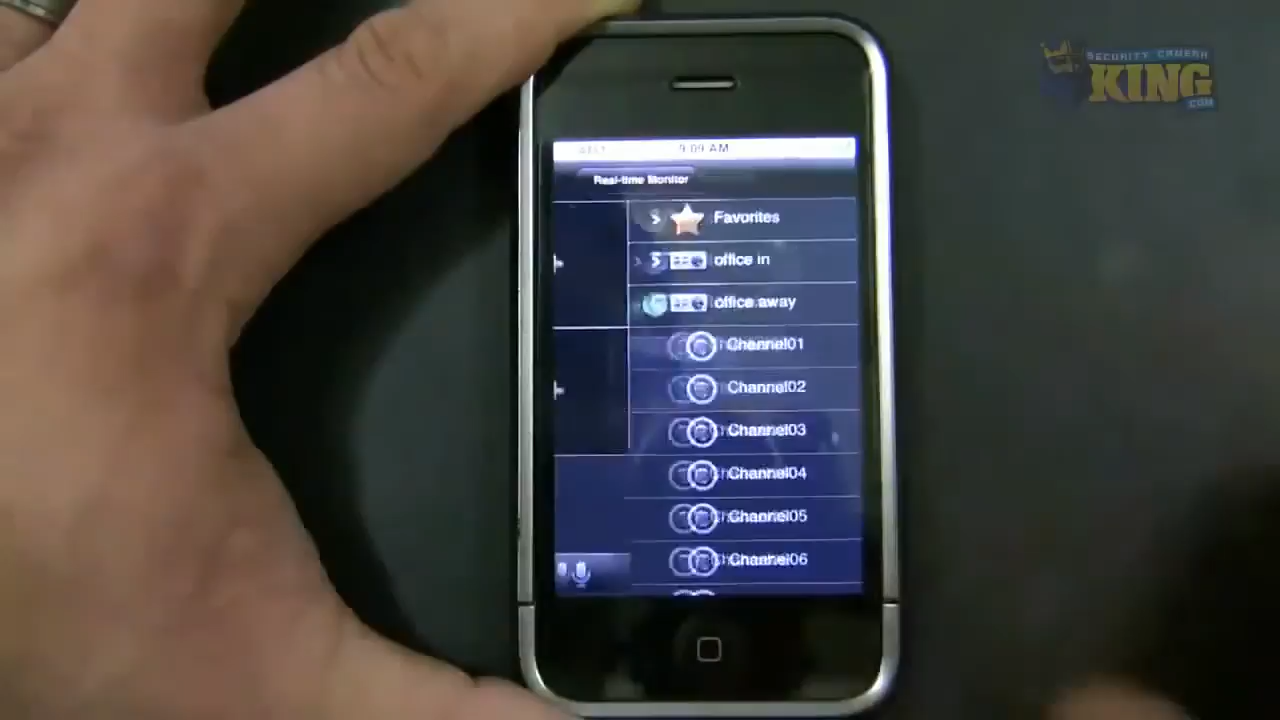 SECURITY CAMERA
KING
COM
AT&T 9:09 AM
Real-time Monitor
Favorites
office in
office away
Channel01
Channel02
Channel03
Channel04
Channel05
Channel06